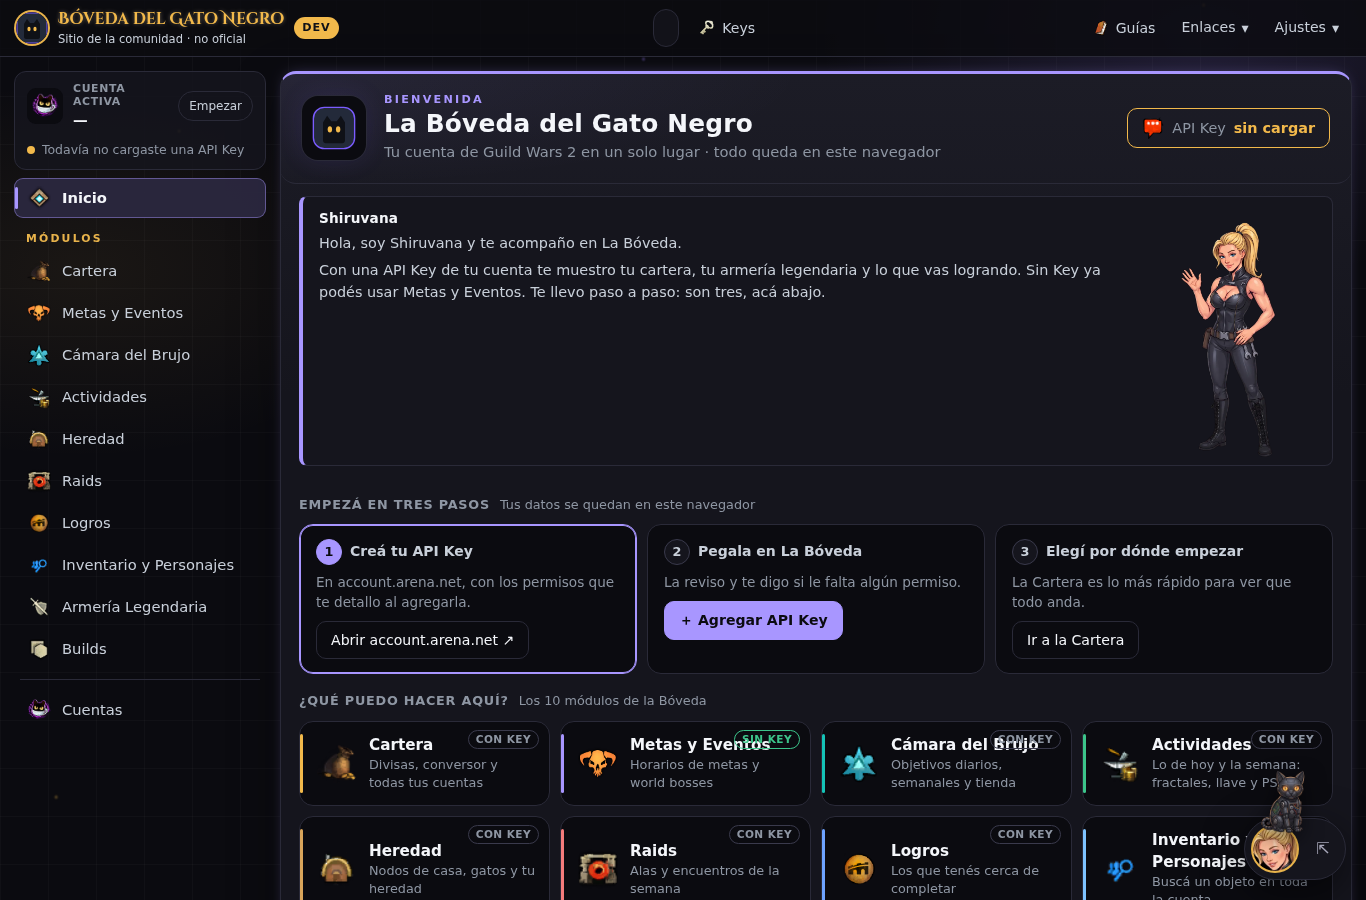 BÓVEDA DEL GATO NEGRO
Sitio de la comunidad · no oficial
DEV
Keys
Guías
Enlaces ▼
Ajustes ▼
CUENTA ACTIVA
—
Empezar
Todavía no cargaste una API Key
Inicio
MÓDULOS
Cartera
Metas y Eventos
Cámara del Brujo
Actividades
Heredad
Raids
Logros
Inventario y Personajes
Armería Legendaria
Builds
Cuentas
BIENVENIDA
La Bóveda del Gato Negro
Tu cuenta de Guild Wars 2 en un solo lugar · todo queda en este navegador
API Key sin cargar
Shiruvana
Hola, soy Shiruvana y te acompaño en La Bóveda.
Con una API Key de tu cuenta te muestro tu cartera, tu armería legendaria y lo que vas logrando. Sin Key ya
podés usar Metas y Eventos. Te llevo paso a paso: son tres, acá abajo.
EMPEZÁ EN TRES PASOS Tus datos se quedan en este navegador
1 Creá tu API Key
En account.arena.net, con los permisos que
te detallo al agregarla.
Abrir account.arena.net ↗
2 Pegala en La Bóveda
La reviso y te digo si le falta algún permiso.
+ Agregar API Key
3 Elegí por dónde empezar
La Cartera es lo más rápido para ver que
todo anda.
Ir a la Cartera
¿QUÉ PUEDO HACER AQUÍ? Los 10 módulos de la Bóveda
Cartera
CON KEY
Divisas, conversor y
todas tus cuentas
Metas y Eventos
SIN KEY
Horarios de metas y
world bosses
Cámara del Brujo
CON KEY
Objetivos diarios,
semanales y tienda
Actividades
CON KEY
Lo de hoy y la semana:
fractales, llave y
Heredad
CON KEY
Nodos de casa, gatos y tu
heredad
Raids
CON KEY
Alas y encuentros de la
semana
Logros
CON KEY
Los que tenés cerca de
completar
Inventario
Personajes
Buscá un objeto en toda
la cuenta